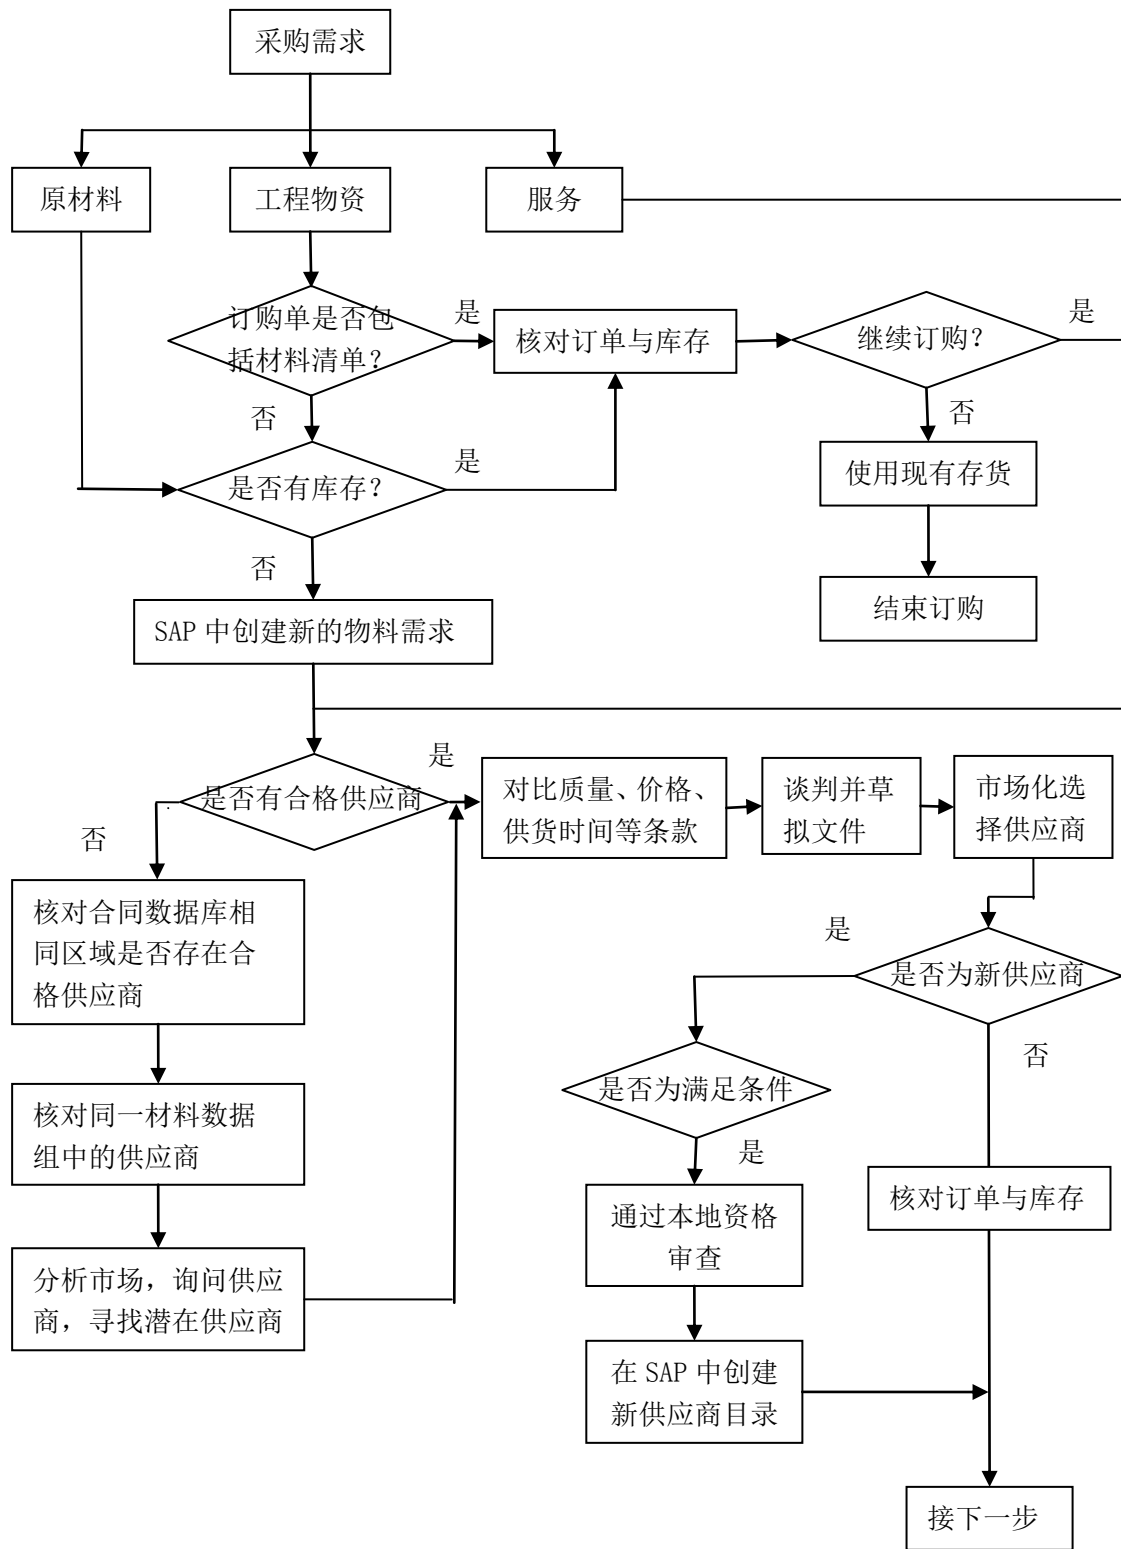 采购需求
原材料
工程物资
服务
订购单是否包
括材料清单？
是
核对订单与库存
继续订购？
是
否
否
是否有库存？
是
使用现有存货
否
结束订购
SAP 中创建新的物料需求
是否有合格供应商
是
对比质量、价格、
供货时间等条款
谈判并草
拟文件
市场化选
择供应商
否
核对合同数据库相
同区域是否存在合
格供应商
是
是否为新供应商
否
是否为满足条件
是
核对同一材料数据
组中的供应商
通过本地资格
审查
核对订单与库存
分析市场，询问供应
商，寻找潜在供应商
在 SAP 中创建
新供应商目录
接下一步